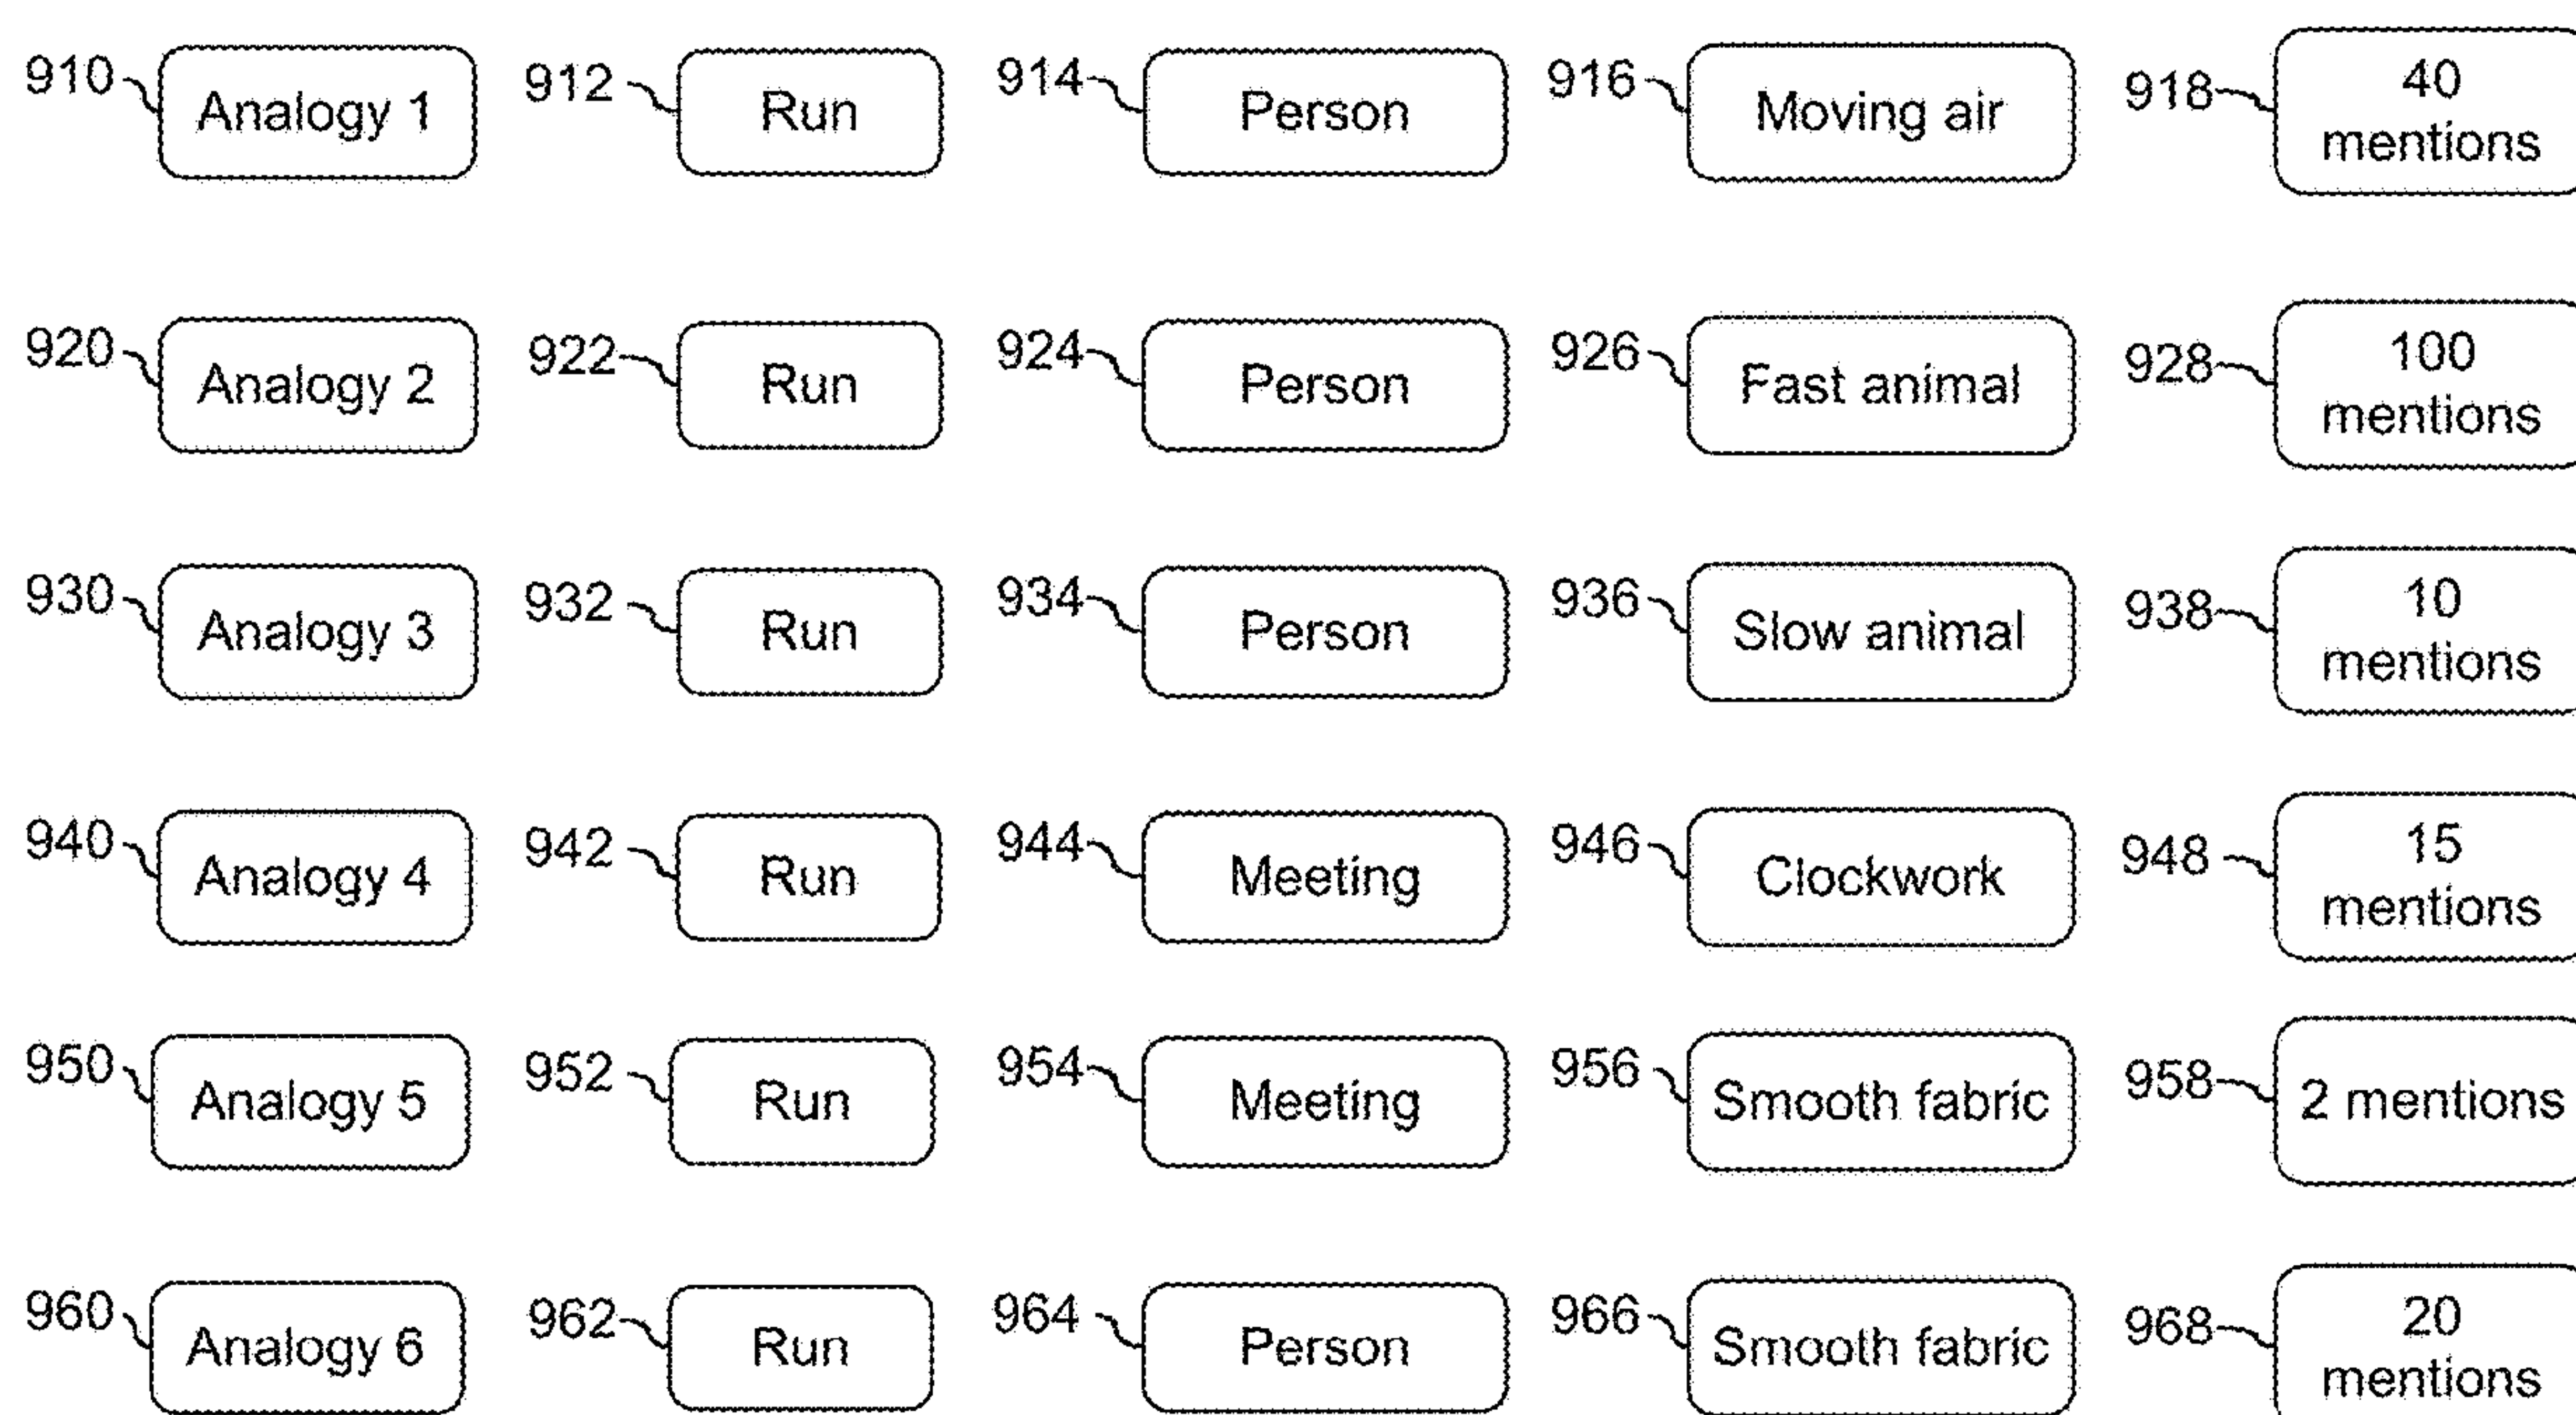 910 Analogy 1 912 Run 914 Person 916 Moving air 918 40
mentions
920 Analogy 2 922 Run 924 Person 926 Fast animal 928 100
mentions
930 Analogy 3 932 Run 934 Person 936 Slow animal 938 10
mentions
940 Analogy 4 942 Run 944 Meeting 946 Clockwork 948 15
mentions
950 Analogy 5 952 Run 954 Meeting 956 Smooth fabric 958 2 mentions
960 Analogy 6 962 Run 964 Person 966 Smooth fabric 968 20
mentions